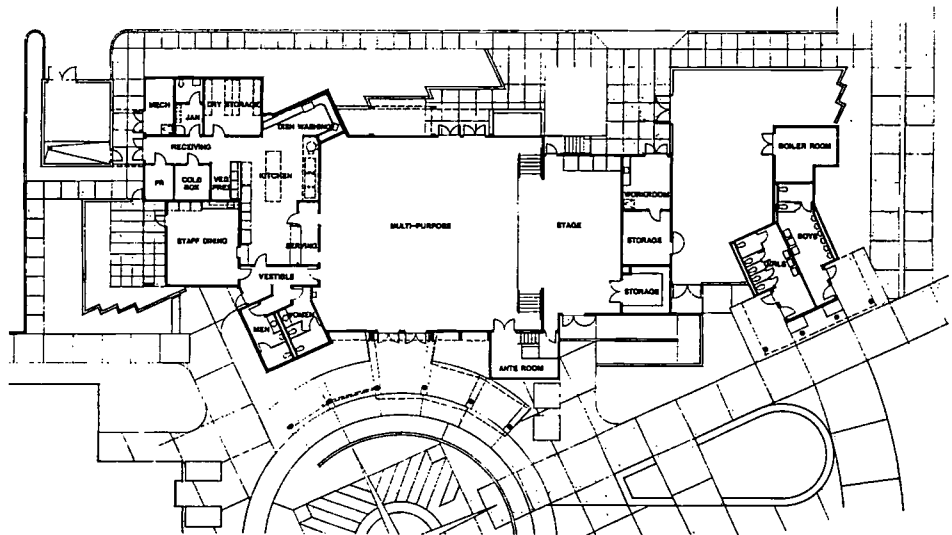 MECH
JAN
DRY STORAGE
DISH WASHING
RECEIVING
BOILER ROOM
PR
COLD
BOX
VEG
PREP
KITCHEN
WORKROOM
STAFF DINING
SERVING
MULTI-PURPOSE
STAGE
STORAGE
BOYS
GIRLS
VESTIBLE
STORAGE
MEN
WOMEN
ANTE ROOM